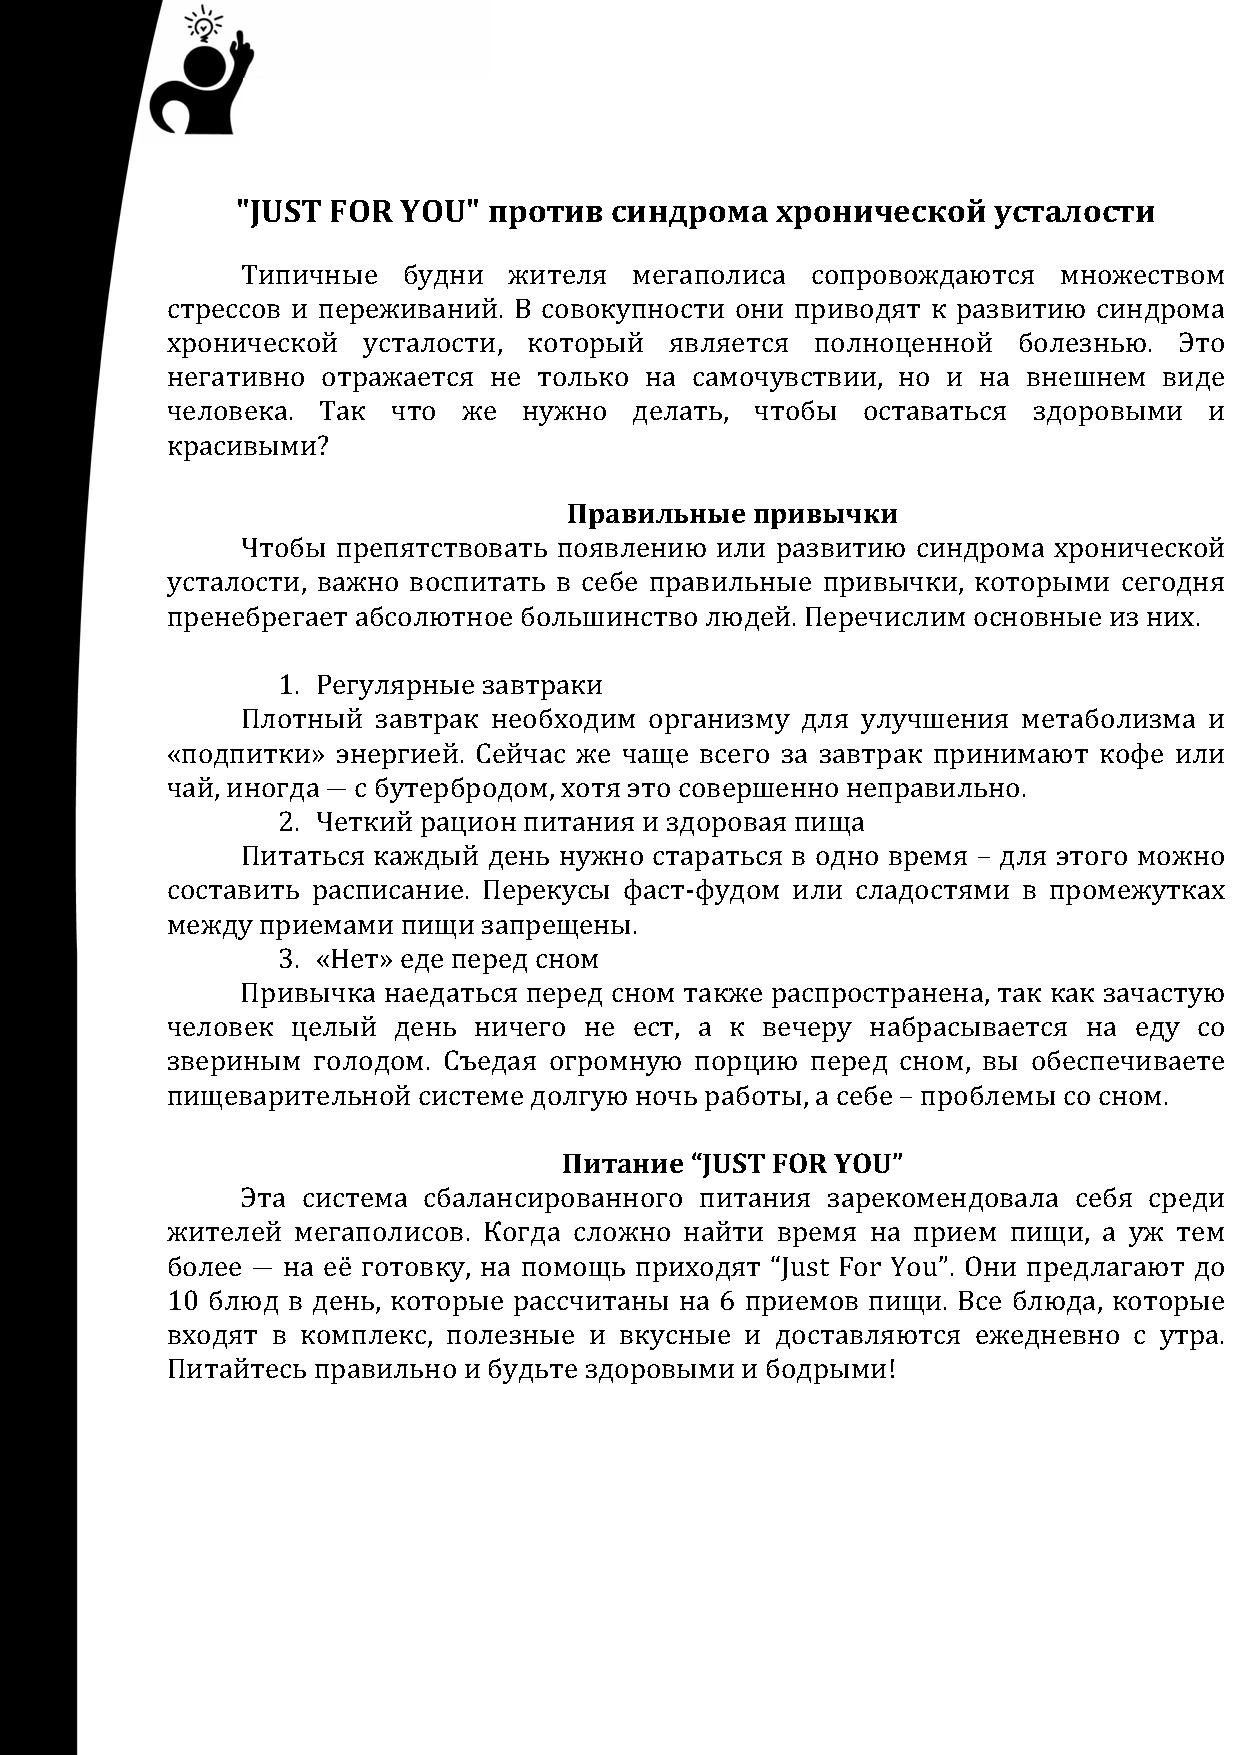 "JUST FOR YOU" против синдрома хронической усталости
Типичные будни жителя мегаполиса сопровождаются множеством
стрессов и переживаний. В совокупности они приводят к развитию синдрома
хронической усталости, который является полноценной болезнью. Это
негативно отражается не только на самочувствии, но и на внешнем виде
человека. Так что же нужно делать, чтобы оставаться здоровыми и
красивыми?
Правильные привычки
Чтобы препятствовать появлению или развитию синдрома хронической
усталости, важно воспитать в себе правильные привычки, которыми сегодня
пренебрегает абсолютное большинство людей. Перечислим основные из них.
1. Регулярные завтраки
Плотный завтрак необходим организму для улучшения метаболизма и
«подпитки» энергией. Сейчас же чаще всего за завтрак принимают кофе или
чай, иногда — с бутербродом, хотя это совершенно неправильно.
2. Четкий рацион питания и здоровая пища
Питаться каждый день нужно стараться в одно время – для этого можно
составить расписание. Перекусы фаст-фудом или сладостями в промежутках
между приемами пищи запрещены.
3. «Нет» еде перед сном
Привычка наедаться перед сном также распространена, так как зачастую
человек целый день ничего не ест, а к вечеру набрасывается на еду со
звериным голодом. Съедая огромную порцию перед сном, вы обеспечиваете
пищеварительной системе долгую ночь работы, а себе – проблемы со сном.
Питание “JUST FOR YOU”
Эта система сбалансированного питания зарекомендовала себя среди
жителей мегаполисов. Когда сложно найти время на прием пищи, а уж тем
более — на её готовку, на помощь приходят “Just For You”. Они предлагают до
10 блюд в день, которые рассчитаны на 6 приемов пищи. Все блюда, которые
входят в комплекс, полезные и вкусные и доставляются ежедневно с утра.
Питайтесь правильно и будьте здоровыми и бодрыми!